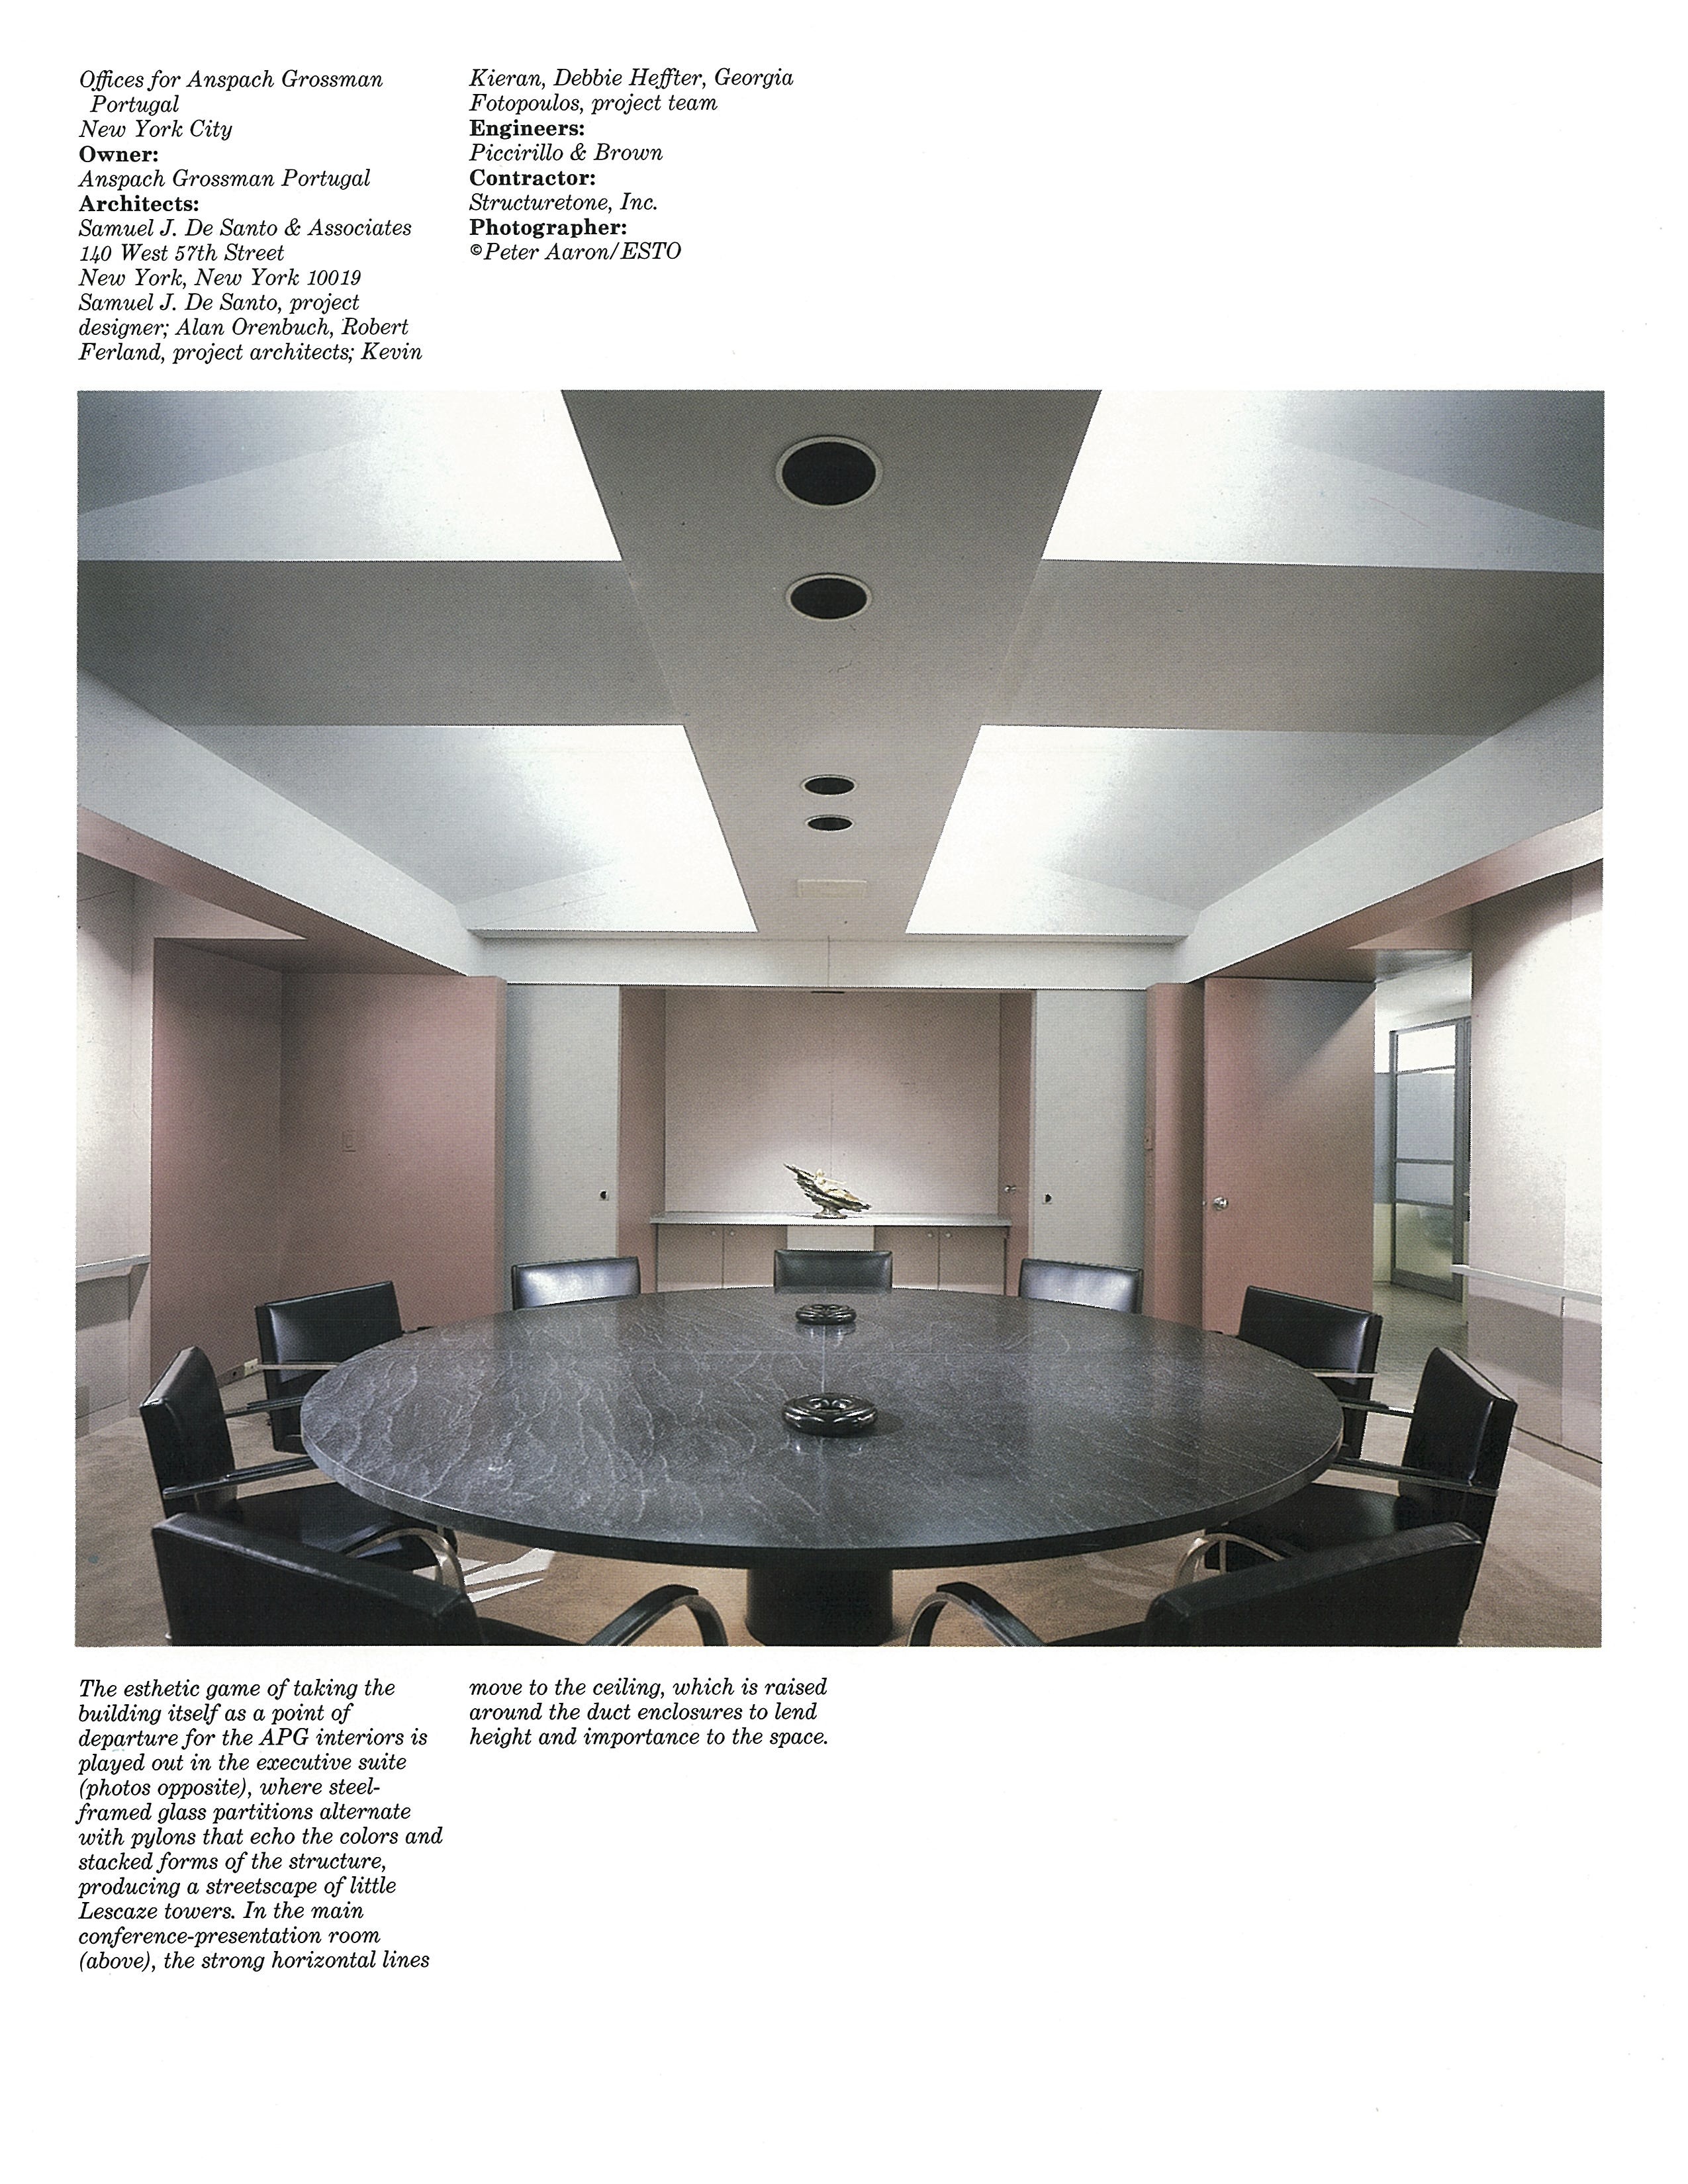 Offices for Anspach Grossman
Portugal
New York City
Owner:
Anspach Grossman Portugal
Architects:
Samuel J. De Santo & Associates
140 West 57th Street
New York, New York 10019
Samuel J. De Santo, project
designer; Alan Orenbuch, Robert
Ferland, project architects; Kevin
Kieran, Debbie Heffter, Georgia
Fotopoulos, project team
Engineers:
Piccirillo & Brown
Contractor:
Structuretone, Inc.
Photographer:
©Peter Aaron/ESTO
The esthetic game of taking the
building itself as a point of
departure for the APG interiors is
played out in the executive suite
(photos opposite), where steel-
framed glass partitions alternate
with pylons that echo the colors and
stacked forms of the structure,
producing a streetscape of little
Lescaze towers. In the main
conference-presentation room
(above), the strong horizontal lines
move to the ceiling, which is raised
around the duct enclosures to lend
height and importance to the space.